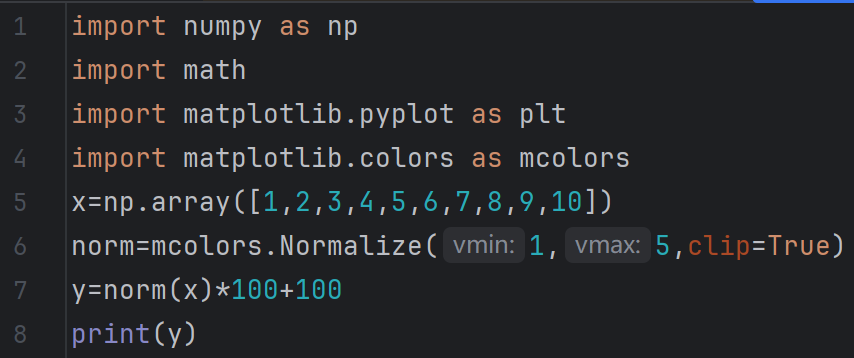 1 import numpy as np
2 import math
3 import matplotlib.pyplot as plt
4 import matplotlib.colors as mcolors
5 x=np.array([1,2,3,4,5,6,7,8,9,10])
6 norm=mcolors.Normalize( vmin: 1, vmax: 5,clip=True)
7 y=norm(x)*100+100
8 print(y)